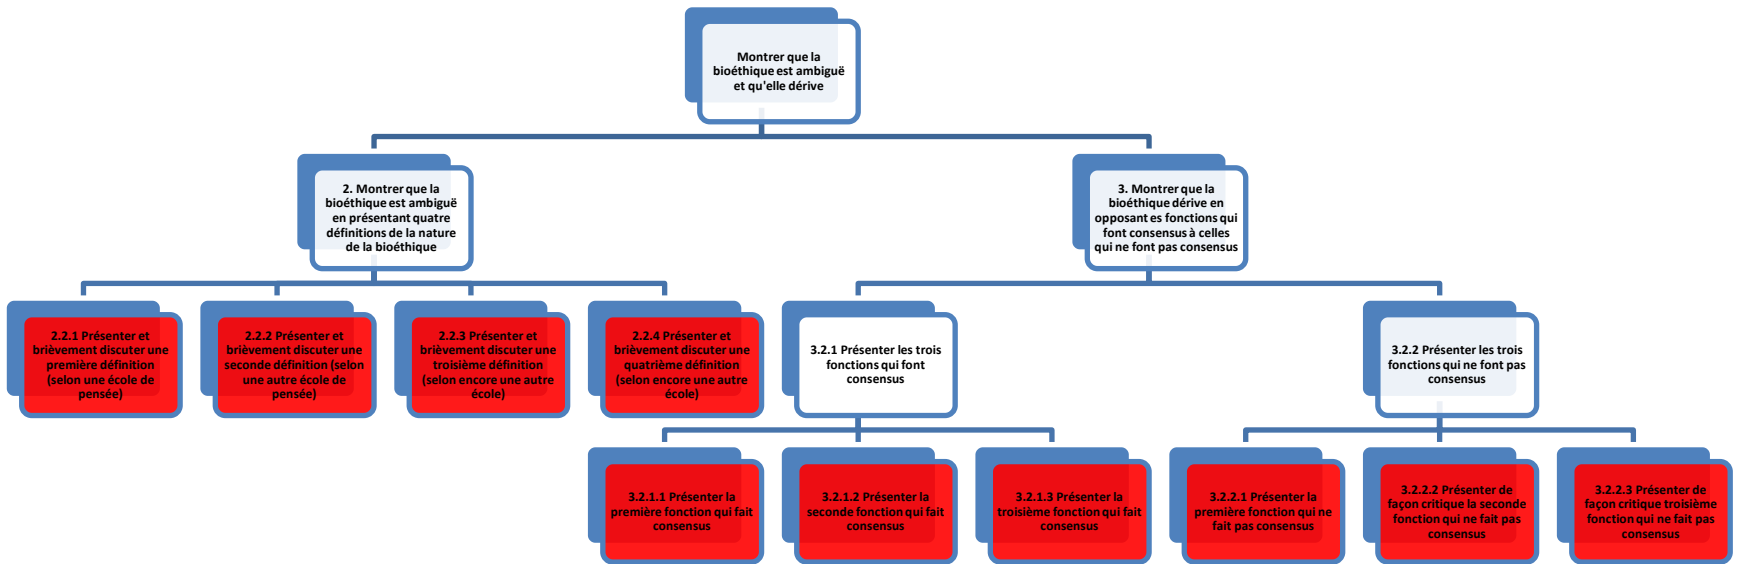 Montrer que la
bioéthique est ambiguë
et qu'elle dérive
2. Montrer que la
bioéthique est ambiguë
en présentant quatre
définitions de la nature
de la bioéthique
3. Montrer que la
bioéthique dérive en
opposant es fonctions qui
font consensus à celles
qui ne font pas consensus
2.2.1 Présenter et
brièvement discuter une
première définition
(selon une école de
pensée)
2.2.2 Présenter et
brièvement discuter une
seconde définition (selon
une autre école de
pensée)
2.2.3 Présenter et
brièvement discuter une
troisième définition
(selon encore une autre
école)
2.2.4 Présenter et
brièvement discuter une
quatrième définition
(selon encore une autre
école)
3.2.1 Présenter les trois
fonctions qui font
consensus
3.2.2 Présenter les trois
fonctions qui ne font pas
consensus
3.2.1.1 Présenter la
première fonction qui fait
consensus
3.2.1.2 Présenter la
seconde fonction qui fait
consensus
3.2.1.3 Présenter la
troisième fonction qui fait
consensus
3.2.2.1 Présenter la
première fonction qui ne
fait pas consensus
3.2.2.2 Présenter de
façon critique la seconde
fonction qui ne fait pas
consensus
3.2.2.3 Présenter de
façon critique troisième
fonction qui ne fait pas
consensus